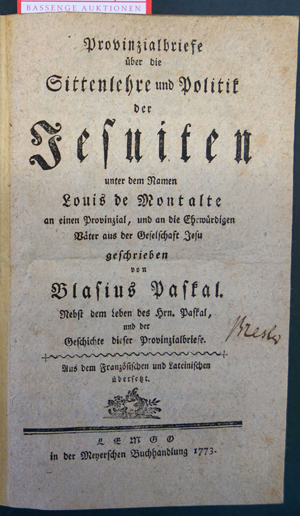 BASSENGE AUKTIONEN
Provinzialbriefe
über die
Sittenlehre und Politik
der
Jesuiten
unter dem Namen
Louis de Montalte
an einen Provinzial, und an die Ehrwürdigen
Väter aus der Geselschaft Jesu
geschrieben
von
Blasius Paskal.
Nebst dem Leben des Hrn. Paskal,
und der
Geschichte dieser Provinzialbriefe.
Aus dem Französischen und Lateinischen
übersetzt.
LEMGO
in der Meyerschen Buchhandlung 1773.